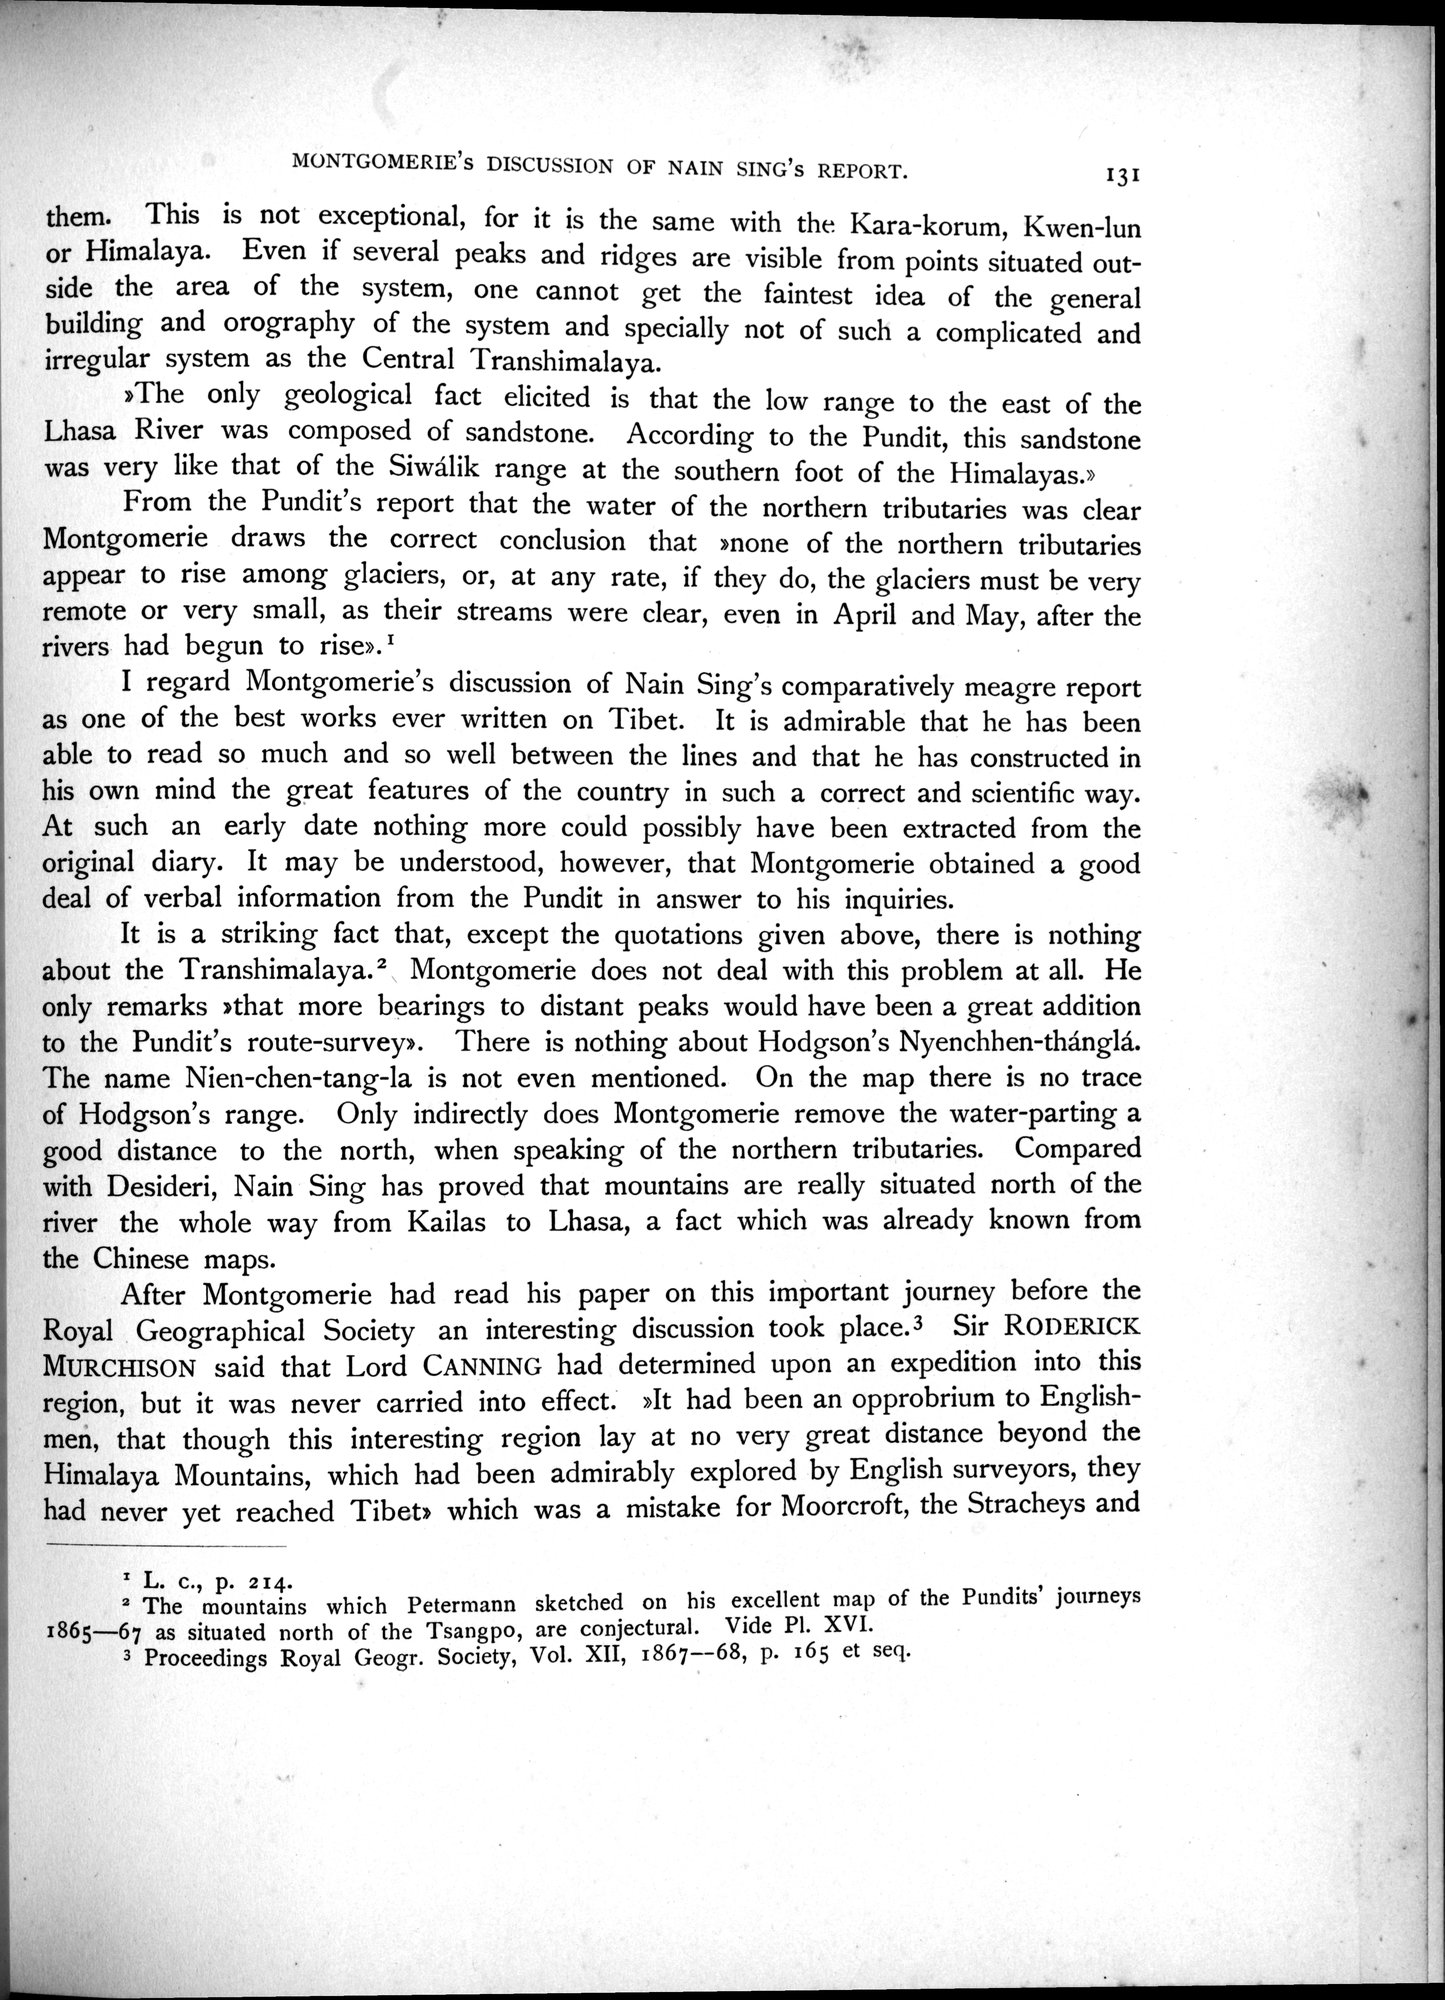 MONTGOMERIE'S DISCUSSION OF NAIN SING'S REPORT. 131
them. This is not exceptional, for it is the same with the Kara-korum, Kwen-lun
or Himalaya. Even if several peaks and ridges are visible from points situated out-
side the area of the system, one cannot get the faintest idea of the general
building and orography of the system and specially not of such a complicated and
irregular system as the Central Transhimalaya.
»The only geological fact elicited is that the low range to the east of the
Lhasa River was composed of sandstone. According to the Pundit, this sandstone
was very like that of the Siwálik range at the southern foot of the Himalayas.»
From the Pundit's report that the water of the northern tributaries was clear
Montgomerie draws the correct conclusion that »none of the northern tributaries
appear to rise among glaciers, or, at any rate, if they do, the glaciers must be very
remote or very small, as their streams were clear, even in April and May, after the
rivers had begun to rise».¹
I regard Montgomerie's discussion of Nain Sing's comparatively meagre report
as one of the best works ever written on Tibet. It is admirable that he has been
able to read so much and so well between the lines and that he has constructed in
his own mind the great features of the country in such a correct and scientific way.
At such an early date nothing more could possibly have been extracted from the
original diary. It may be understood, however, that Montgomerie obtained a good
deal of verbal information from the Pundit in answer to his inquiries.
It is a striking fact that, except the quotations given above, there is nothing
about the Transhimalaya.² Montgomerie does not deal with this problem at all. He
only remarks »that more bearings to distant peaks would have been a great addition
to the Pundit's route-survey». There is nothing about Hodgson's Nyenchhen-thánglá.
The name Nien-chen-tang-la is not even mentioned. On the map there is no trace
of Hodgson's range. Only indirectly does Montgomerie remove the water-parting a
good distance to the north, when speaking of the northern tributaries. Compared
with Desideri, Nain Sing has proved that mountains are really situated north of the
river the whole way from Kailas to Lhasa, a fact which was already known from
the Chinese maps.
After Montgomerie had read his paper on this important journey before the
Royal Geographical Society an interesting discussion took place.³ Sir RODERICK
MURCHISON said that Lord CANNING had determined upon an expedition into this
region, but it was never carried into effect. »It had been an opprobrium to English-
men, that though this interesting region lay at no very great distance beyond the
Himalaya Mountains, which had been admirably explored by English surveyors, they
had never yet reached Tibet» which was a mistake for Moorcroft, the Stracheys and
¹ L. c., p. 214.
² The mountains which Petermann sketched on his excellent map of the Pundits' journeys
1865—67 as situated north of the Tsangpo, are conjectural. Vide Pl. XVI.
³ Proceedings Royal Geogr. Society, Vol. XII, 1867—68, p. 165 et seq.